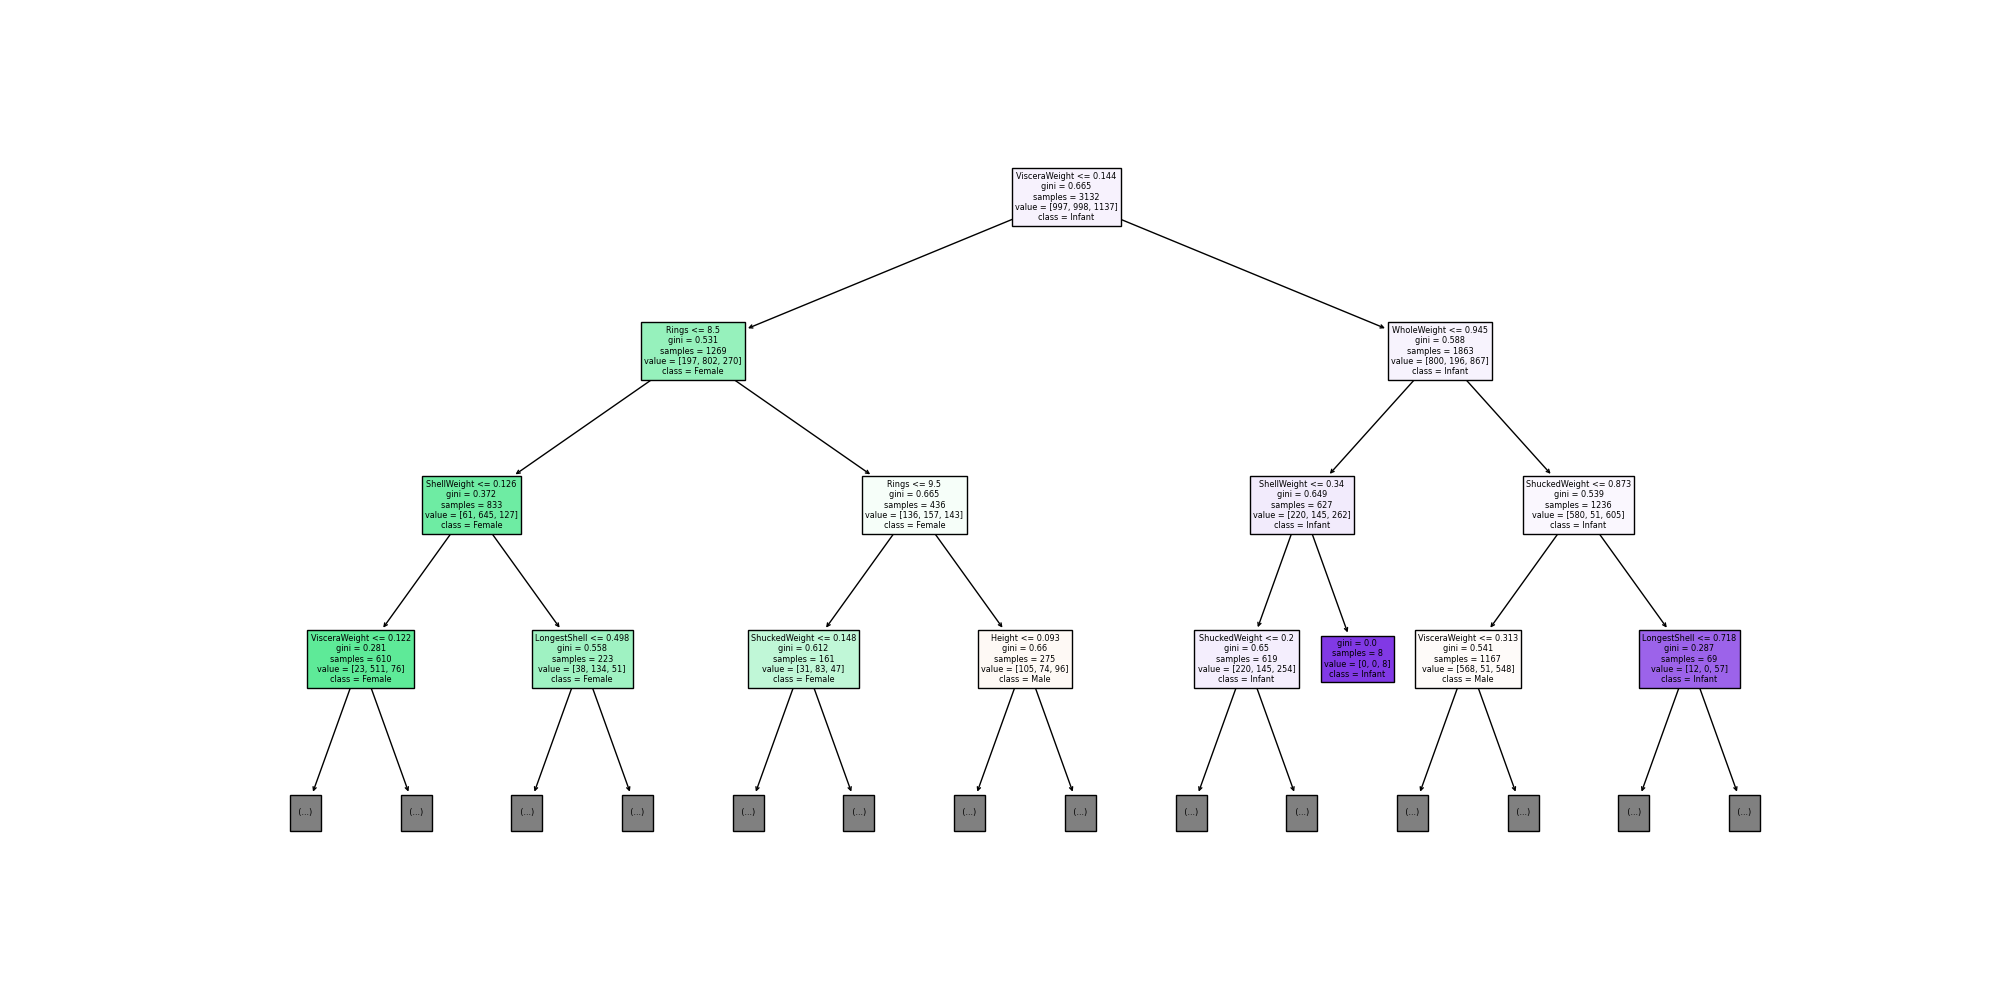 VisceraWeight <= 0.144
gini = 0.665
samples = 3132
value = [997, 998, 1137]
class = Infant
Rings <= 8.5
gini = 0.531
samples = 1269
value = [197, 802, 270]
class = Female
WholeWeight <= 0.945
gini = 0.588
samples = 1863
value = [800, 196, 867]
class = Infant
ShellWeight <= 0.126
gini = 0.372
samples = 833
value = [61, 645, 127]
class = Female
Rings <= 9.5
gini = 0.665
samples = 436
value = [136, 157, 143]
class = Female
ShellWeight <= 0.34
gini = 0.649
samples = 627
value = [220, 145, 262]
class = Infant
ShuckedWeight <= 0.873
gini = 0.539
samples = 1236
value = [580, 51, 605]
class = Infant
VisceraWeight <= 0.122
gini = 0.281
samples = 610
value = [23, 511, 76]
class = Female
LongestShell <= 0.498
gini = 0.558
samples = 223
value = [38, 134, 51]
class = Female
ShuckedWeight <= 0.148
gini = 0.612
samples = 161
value = [31, 83, 47]
class = Female
Height <= 0.093
gini = 0.66
samples = 275
value = [105, 74, 96]
class = Male
ShuckedWeight <= 0.2
gini = 0.65
samples = 619
value = [220, 145, 254]
class = Infant
gini = 0.0
samples = 8
value = [0, 0, 8]
class = Infant
VisceraWeight <= 0.313
gini = 0.541
samples = 1167
value = [568, 51, 548]
class = Male
LongestShell <= 0.718
gini = 0.287
samples = 69
value = [12, 0, 57]
class = Infant
(...)
(...)
(...)
(...)
(...)
(...)
(...)
(...)
(...)
(...)
(...)
(...)
(...)
(...)